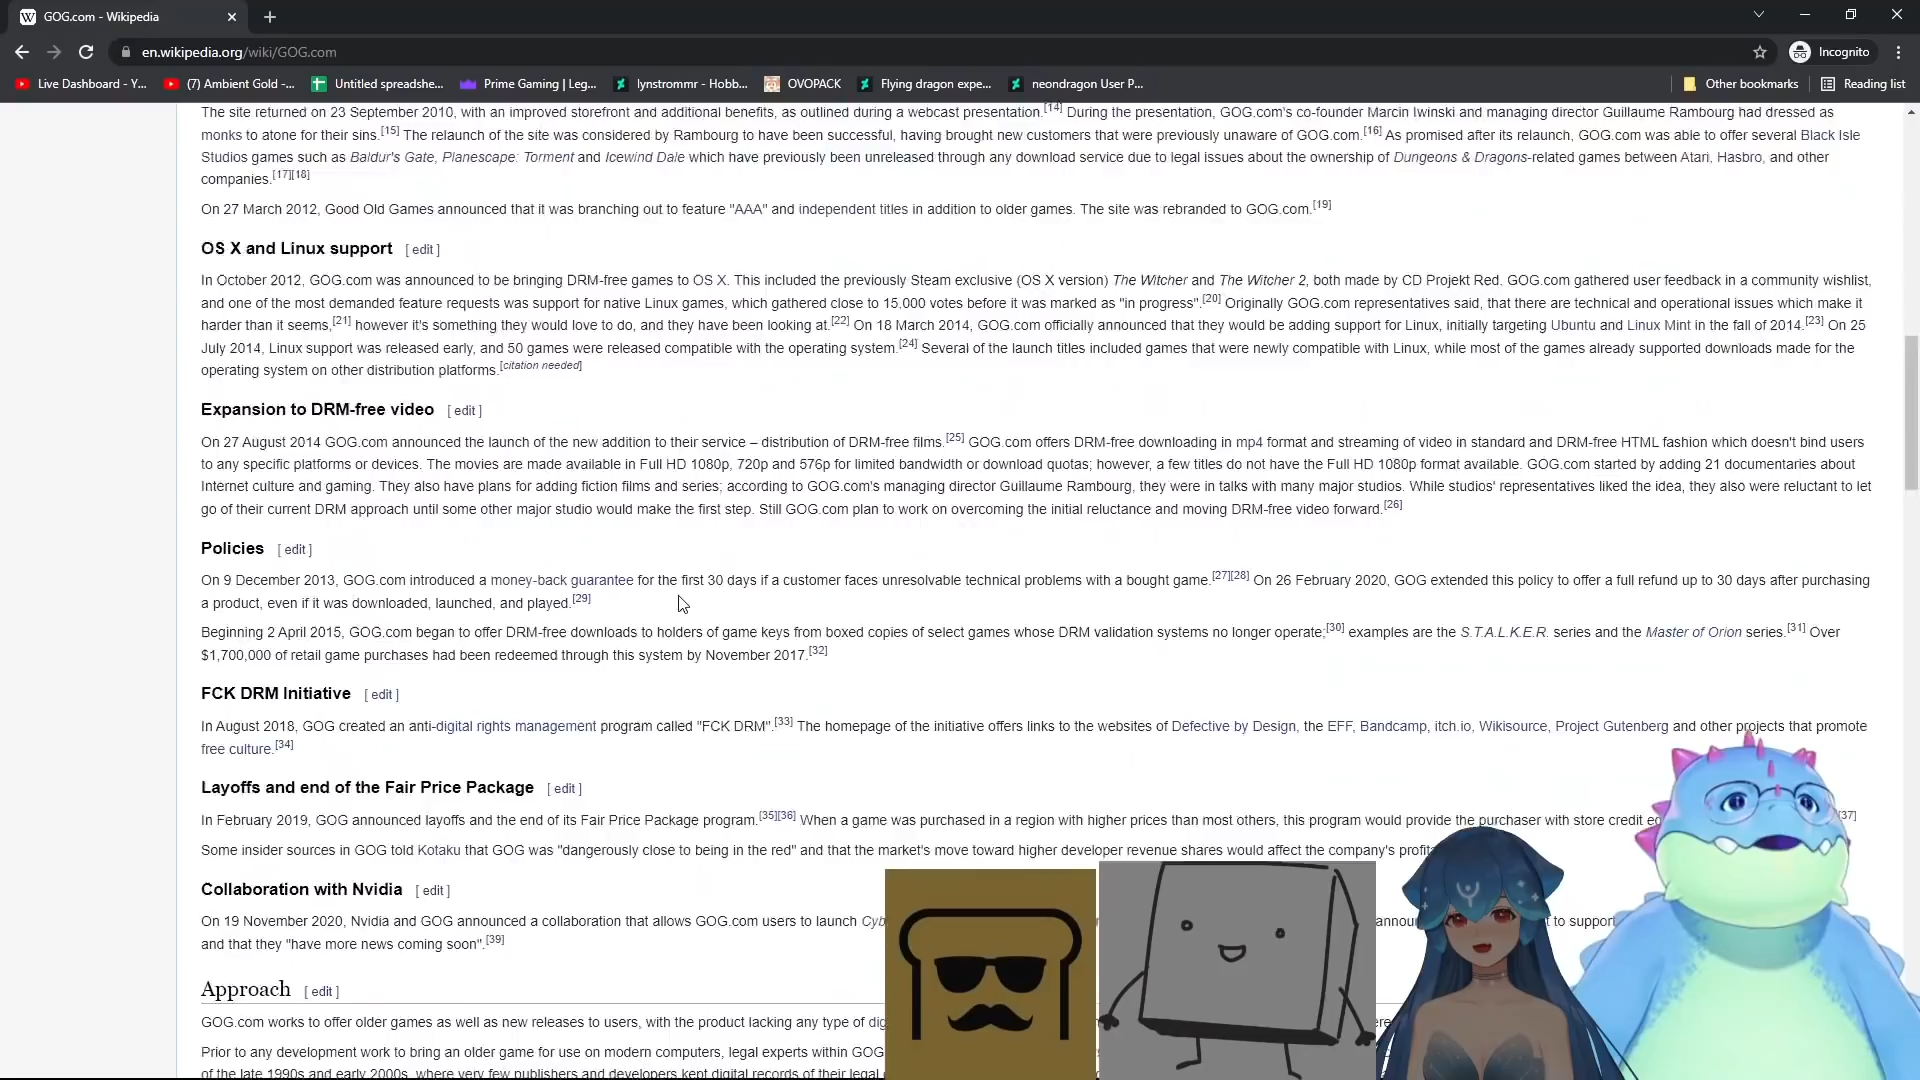 GOG.com - Wikipedia
en.wikipedia.org/wiki/GOG.com
Incognito
Live Dashboard - Y...
(7) Ambient Gold -...
Untitled spreadshe...
Prime Gaming | Leg...
lynstrommr - Hobb...
OVOPACK
Flying dragon expe...
neondragon User P...
Other bookmarks
Reading list
The site returned on 23 September 2010, with an improved storefront and additional benefits, as outlined during a webcast presentation.[14] During the presentation, GOG.com's co-founder Marcin Iwinski and managing director Guillaume Rambourg had dressed as
monks to atone for their sins.[15] The relaunch of the site was considered by Rambourg to have been successful, having brought new customers that were previously unaware of GOG.com.[16] As promised after its relaunch, GOG.com was able to offer several Black Isle
Studios games such as Baldur's Gate, Planescape: Torment and Icewind Dale which have previously been unreleased through any download service due to legal issues about the ownership of Dungeons & Dragons-related games between Atari, Hasbro, and other
companies.[17][18]
On 27 March 2012, Good Old Games announced that it was branching out to feature "AAA" and independent titles in addition to older games. The site was rebranded to GOG.com.[19]
OS X and Linux support [ edit ]
In October 2012, GOG.com was announced to be bringing DRM-free games to OS X. This included the previously Steam exclusive (OS X version) The Witcher and The Witcher 2, both made by CD Projekt Red. GOG.com gathered user feedback in a community wishlist,
and one of the most demanded feature requests was support for native Linux games, which gathered close to 15,000 votes before it was marked as "in progress".[20] Originally GOG.com representatives said, that there are technical and operational issues which make it
harder than it seems,[21] however it's something they would love to do, and they have been looking at.[22] On 18 March 2014, GOG.com officially announced that they would be adding support for Linux, initially targeting Ubuntu and Linux Mint in the fall of 2014.[23] On 25
July 2014, Linux support was released early, and 50 games were released compatible with the operating system.[24] Several of the launch titles included games that were newly compatible with Linux, while most of the games already supported downloads made for the
operating system on other distribution platforms.[citation needed]
Expansion to DRM-free video [ edit ]
On 27 August 2014 GOG.com announced the launch of the new addition to their service – distribution of DRM-free films.[25] GOG.com offers DRM-free downloading in mp4 format and streaming of video in standard and DRM-free HTML fashion which doesn't bind users
to any specific platforms or devices. The movies are made available in Full HD 1080p, 720p and 576p for limited bandwidth or download quotas; however, a few titles do not have the Full HD 1080p format available. GOG.com started by adding 21 documentaries about
Internet culture and gaming. They also have plans for adding fiction films and series; according to GOG.com's managing director Guillaume Rambourg, they were in talks with many major studios. While studios' representatives liked the idea, they also were reluctant to let
go of their current DRM approach until some other major studio would make the first step. Still GOG.com plan to work on overcoming the initial reluctance and moving DRM-free video forward.[26]
Policies [ edit ]
On 9 December 2013, GOG.com introduced a money-back guarantee for the first 30 days if a customer faces unresolvable technical problems with a bought game.[27][28] On 26 February 2020, GOG extended this policy to offer a full refund up to 30 days after purchasing
a product, even if it was downloaded, launched, and played.[29]
Beginning 2 April 2015, GOG.com began to offer DRM-free downloads to holders of game keys from boxed copies of select games whose DRM validation systems no longer operate;[30] examples are the S.T.A.L.K.E.R. series and the Master of Orion series.[31] Over
$1,700,000 of retail game purchases had been redeemed through this system by November 2017.[32]
FCK DRM Initiative [ edit ]
In August 2018, GOG created an anti-digital rights management program called "FCK DRM".[33] The homepage of the initiative offers links to the websites of Defective by Design, the EFF, Bandcamp, itch.io, Wikisource, Project Gutenberg and other projects that promote
free culture.[34]
Layoffs and end of the Fair Price Package [ edit ]
In February 2019, GOG announced layoffs and the end of its Fair Price Package program.[35][36] When a game was purchased in a region with higher prices than most others, this program would provide the purchaser with store credit [37]
Some insider sources in GOG told Kotaku that GOG was "dangerously close to being in the red" and that the market's move toward higher developer revenue shares would affect the company's
Collaboration with Nvidia [ edit ]
On 19 November 2020, Nvidia and GOG announced a collaboration that allows GOG.com users to launch to support
and that they "have more news coming soon".[39]
Approach [ edit ]
GOG.com works to offer older games as well as new releases to users, with the product lacking any type of
Prior to any development work to bring an older game for use on modern computers, legal experts within GOG
of the late 1990s and early 2000s, where very few publishers and developers kept digital records of their legal